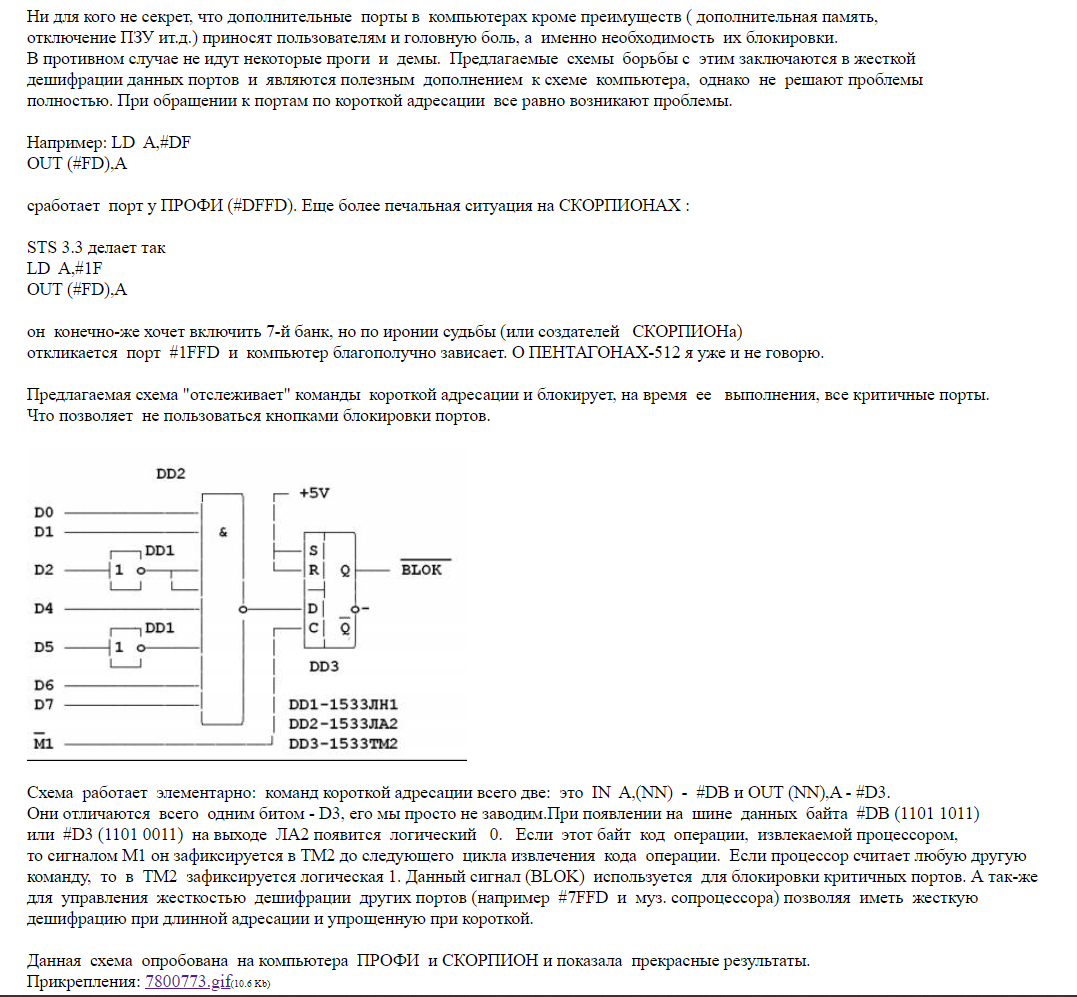 Ни для кого не секрет, что дополнительные порты в компьютерах кроме преимуществ ( дополнительная память,
отключение ПЗУ ит.д.) приносят пользователям и головную боль, а именно необходимость их блокировки.
В противном случае не идут некоторые проги и демы. Предлагаемые схемы борьбы с этим заключаются в жесткой
дешифрации данных портов и являются полезным дополнением к схеме компьютера, однако не решают проблемы
полностью. При обращении к портам по короткой адресации все равно возникают проблемы.
Например: LD A,#DF
OUT (#FD),A
сработает порт у ПРОФИ (#DFFD). Еще более печальная ситуация на СКОРПИОНАХ :
STS 3.3 делает так
LD A,#1F
OUT (#FD),A
он конечно-же хочет включить 7-й банк, но по иронии судьбы (или создателей СКОРПИОНа)
откликается порт #1FFD и компьютер благополучно зависает. О ПЕНТАГОНАХ-512 я уже и не говорю.
Предлагаемая схема "отслеживает" команды короткой адресации и блокирует, на время ее выполнения, все критичные порты.
Что позволяет не пользоваться кнопками блокировки портов.
DD2
+5V
D0
D1
&
DD1
S
D2
1
R
Q
BLOK
D4
D
DD1
C
Q
D5
1
DD3
D6
D7
DD1-1533ЛН1
DD2-1533ЛА2
M1
DD3-1533ТМ2
Схема работает элементарно: команд короткой адресации всего две: это IN A,(NN) - #DB и OUT (NN),A - #D3.
Они отличаются всего одним битом - D3, его мы просто не заводим.При появлении на шине данных байта #DB (1101 1011)
или #D3 (1101 0011) на выходе ЛА2 появится логический 0. Если этот байт код операции, извлекаемой процессором,
то сигналом М1 он зафиксируется в ТМ2 до следующего цикла извлечения кода операции. Если процессор считает любую другую
команду, то в ТМ2 зафиксируется логическая 1. Данный сигнал (BLOK) используется для блокировки критичных портов. А так-же
для управления жесткостью дешифрации других портов (например #7FFD и муз. сопроцессора) позволяя иметь жесткую
дешифрацию при длинной адресации и упрощенную при короткой.
Данная схема опробована на компьютера ПРОФИ и СКОРПИОН и показала прекрасные результаты.
Прикрепления: 7800773.gif(10.6 Kb)